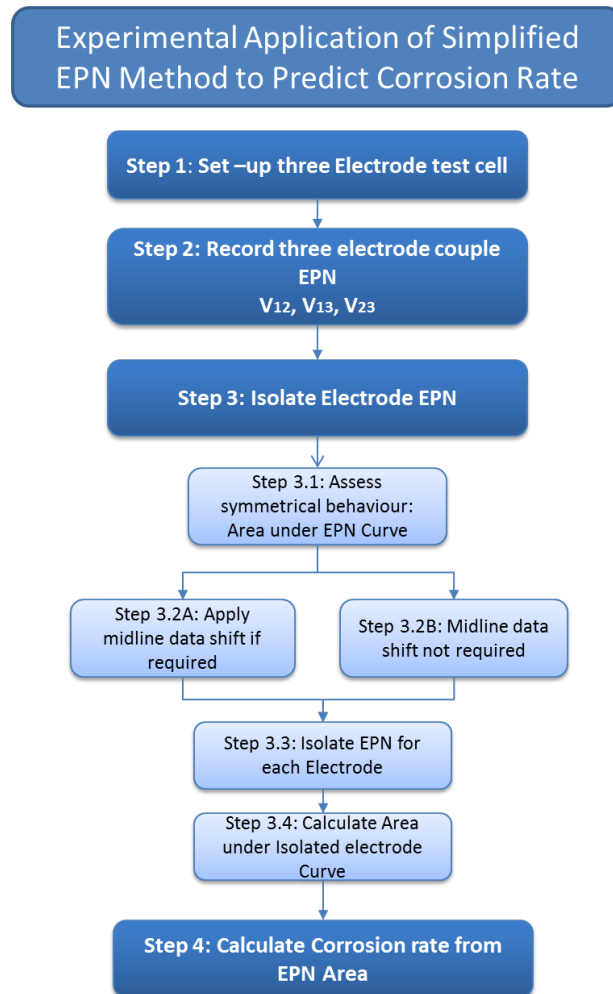 Experimental Application of Simplified
EPN Method to Predict Corrosion Rate
Step 1: Set –up three Electrode test cell
Step 2: Record three electrode couple
EPN
V12, V13, V23
Step 3: Isolate Electrode EPN
Step 3.1: Assess
symmetrical behaviour:
Area under EPN Curve
Step 3.2A: Apply
midline data shift if
required
Step 3.2B: Midline data
shift not required
Step 3.3: Isolate EPN for
each Electrode
Step 3.4: Calculate Area
under Isolated electrode
Curve
Step 4: Calculate Corrosion rate from
EPN Area